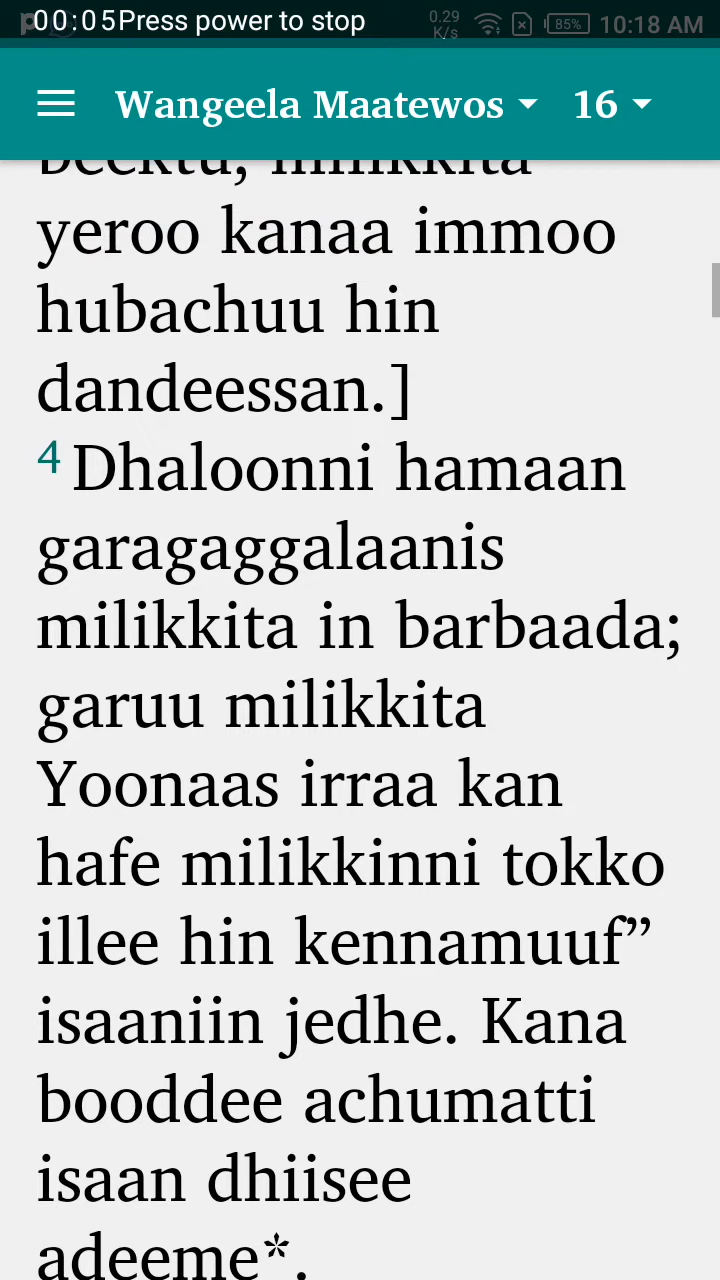 00:05Press power to stop
0.29 K/s
85%
10:18 AM
Wangeela Maatewos 16
yeroo kanaa immoo
hubachuu hin
dandeessan.]
4 Dhaloonni hamaan
garagaggalaanis
milikkita in barbaada;
garuu milikkita
Yoonaas irraa kan
hafe milikkinni tokko
illee hin kennamuuf”
isaaniin jedhe. Kana
booddee achumatti
isaan dhiisee
adeeme*.